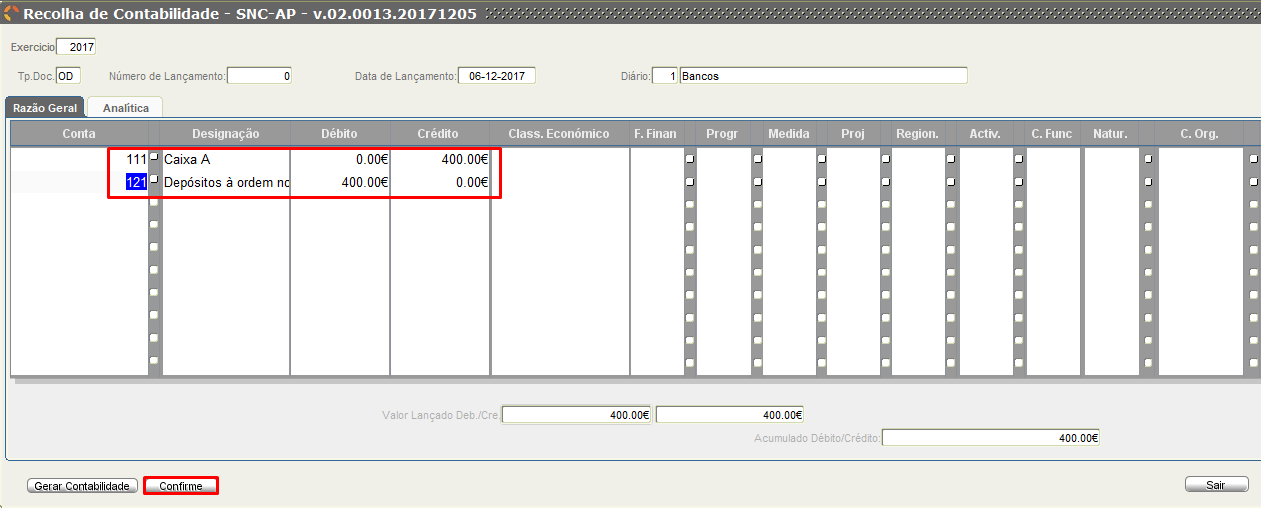 Recolha de Contabilidade - SNC-AP - v.02.0013.20171205
Exercicio 2017
Tp.Doc. OD Número de Lançamento: 0 Data de Lançamento: 06-12-2017 Diário: 1 Bancos
Razão Geral Analítica
Conta Designação Débito Crédito Class. Económico F. Finan Progr Medida Proj Region. Activ. C. Func Natur. C. Org.
111 Caixa A 0.00€ 400.00€
121 Depósitos à ordem no 400.00€ 0.00€
Valor Lançado Deb./Cre. 400.00€ 400.00€
Acumulado Débito/Crédito: 400.00€
Gerar Contabilidade Confirme Sair